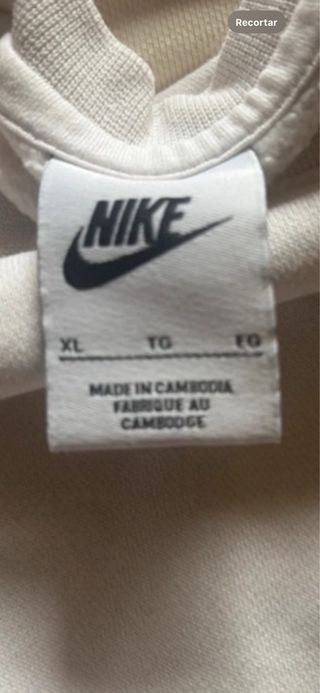 Recortar
NIKE
XL TG EG
MADE IN CAMBODIA
FABRIQUE AU
CAMBODGE